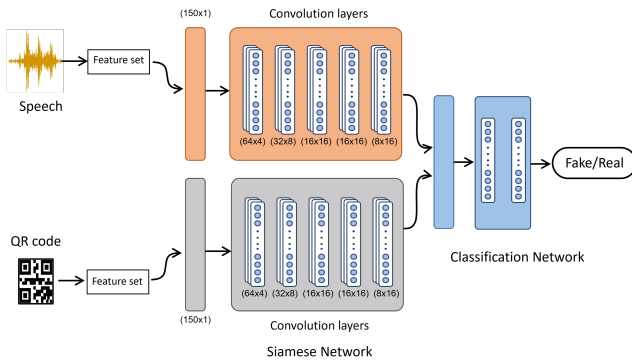 (150x1)
Convolution layers
Feature set
Speech
(64x4) (32x8) (16x16) (16x16) (8x16)
Fake/Real
QR code
Classification Network
Feature set
(64x4) (32x8) (16x16) (16x16) (8x16)
(150x1)
Convolution layers
Siamese Network